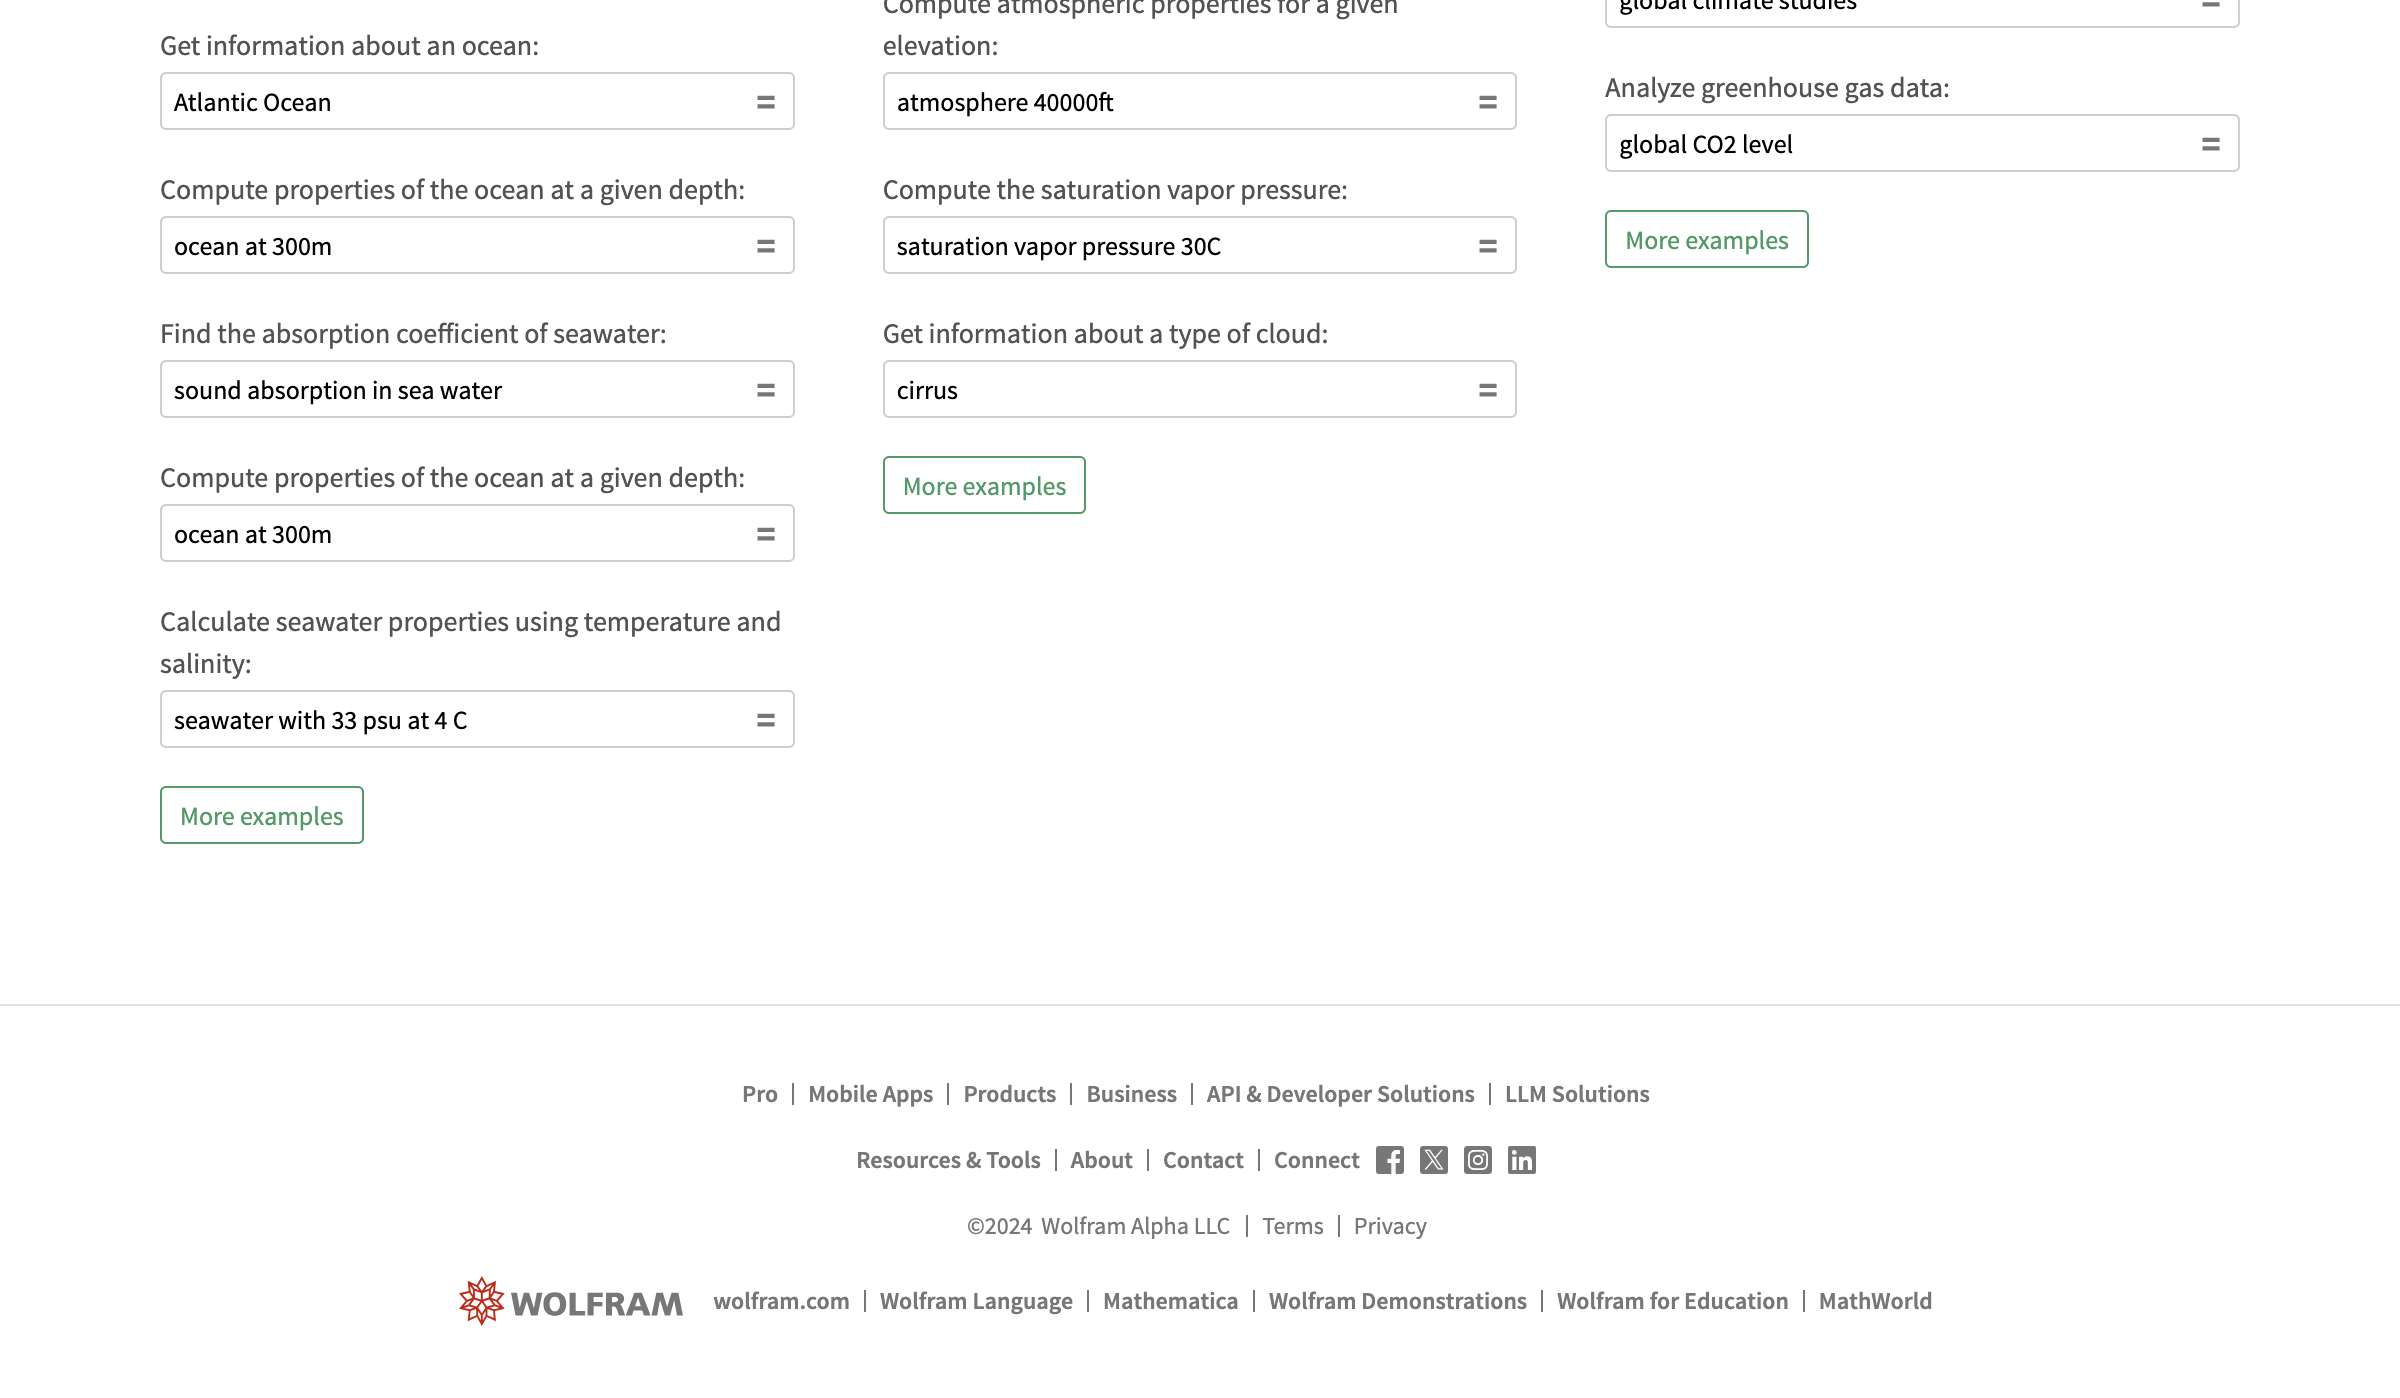 Get information about an ocean:
Atlantic Ocean
Compute properties of the ocean at a given depth:
ocean at 300m
Find the absorption coefficient of seawater:
sound absorption in sea water
Compute properties of the ocean at a given depth:
ocean at 300m
Calculate seawater properties using temperature and
salinity:
seawater with 33 psu at 4 C
More examples
Compute atmospheric properties for a given
elevation:
atmosphere 40000ft
Compute the saturation vapor pressure:
saturation vapor pressure 30C
Get information about a type of cloud:
cirrus
More examples
global climate studies
Analyze greenhouse gas data:
global CO2 level
More examples
Pro | Mobile Apps | Products | Business | API & Developer Solutions | LLM Solutions
Resources & Tools | About | Contact | Connect
©2024 Wolfram Alpha LLC | Terms | Privacy
WOLFRAM wolfram.com | Wolfram Language | Mathematica | Wolfram Demonstrations | Wolfram for Education | MathWorld